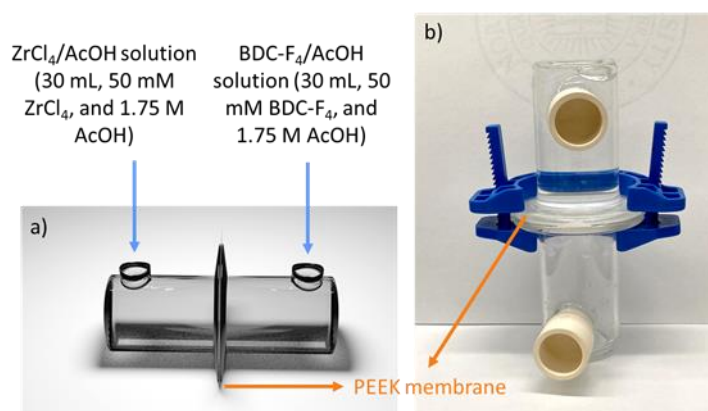 ZrCl₄/AcOH solution
(30 mL, 50 mM
ZrCl₄, and 1.75 M
AcOH)
BDC-F₄/AcOH
solution (30 mL, 50
mM BDC-F₄, and
1.75 M AcOH)
b)
a)
PEEK membrane